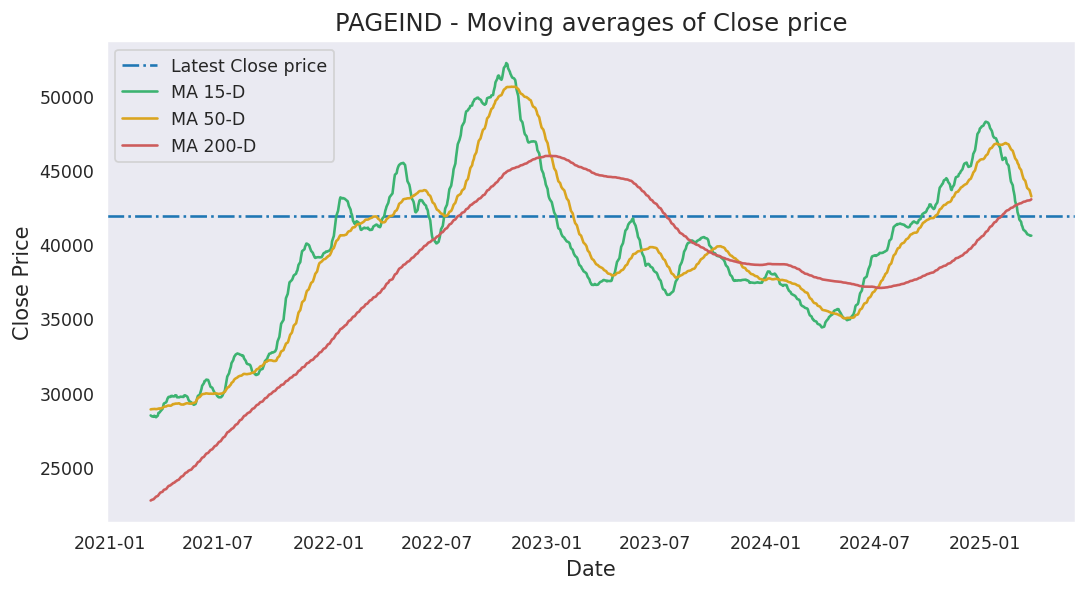 PAGEIND - Moving averages of Close price
Latest Close price
MA 15-D
MA 50-D
MA 200-D
50000
45000
40000
35000
30000
25000
Close Price
2021-01 2021-07 2022-01 2022-07 2023-01 2023-07 2024-01 2024-07 2025-01
Date